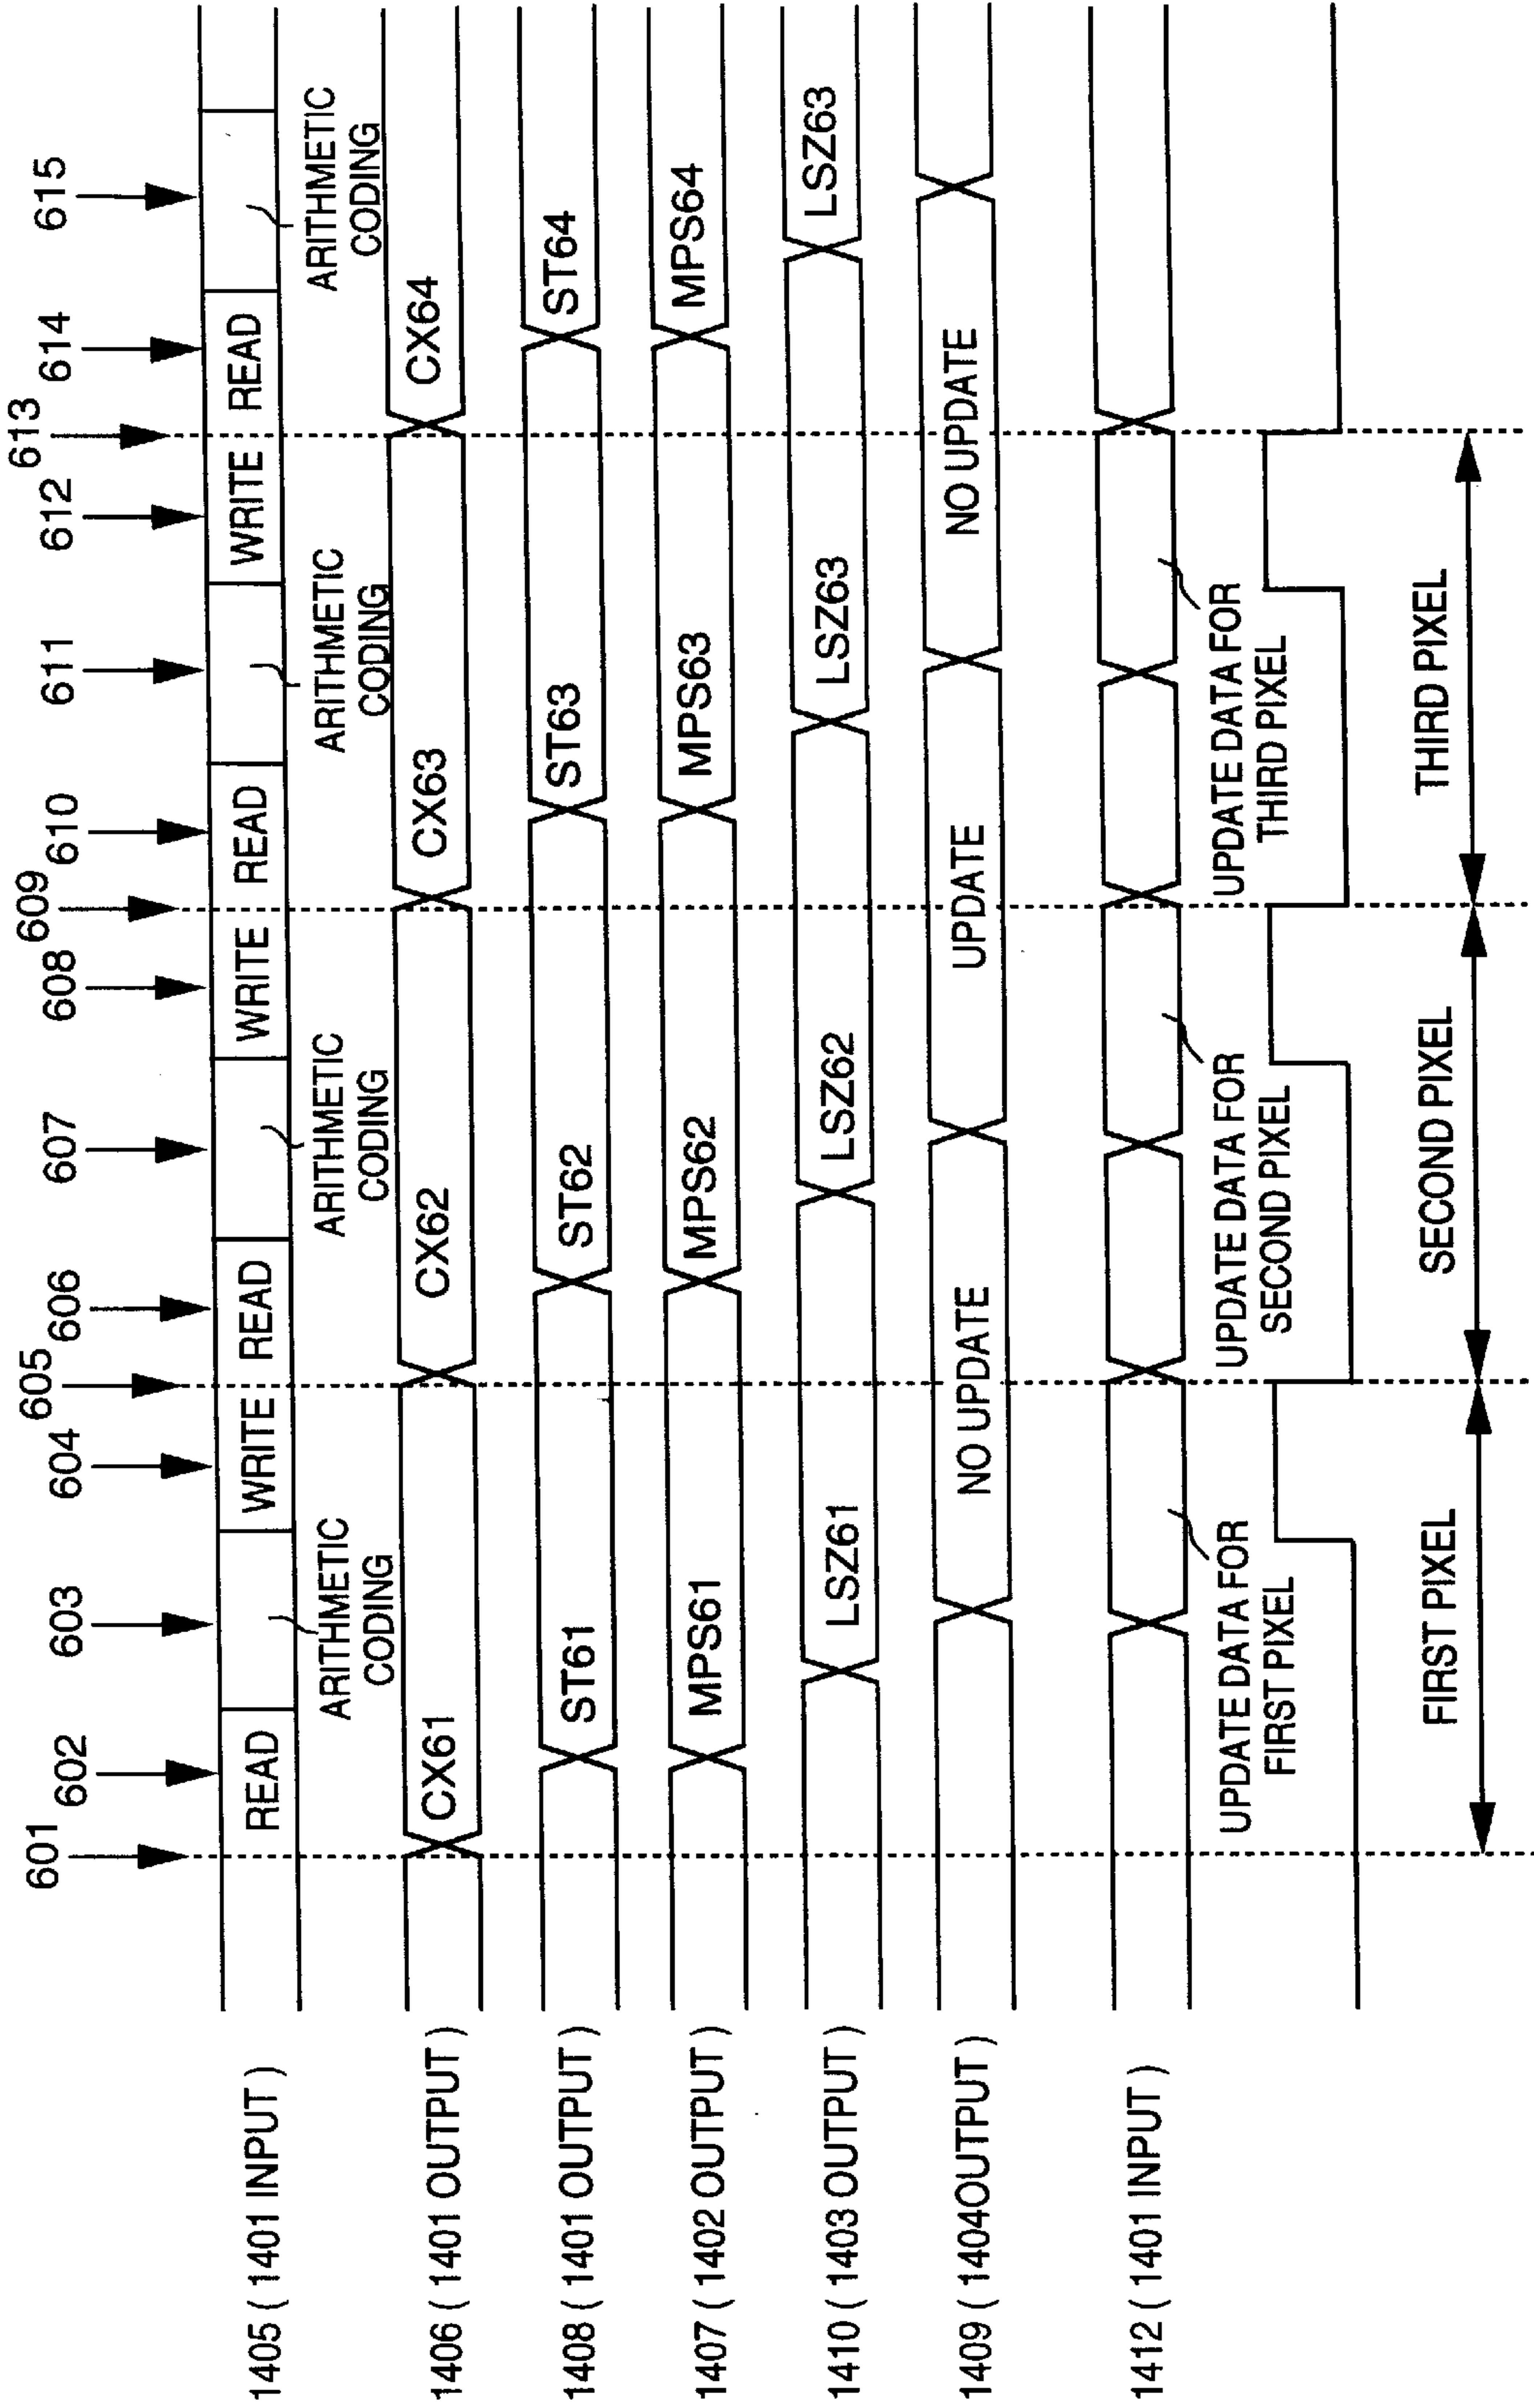 601 605 609 613
602 603 604 606 607 608 610 611 612 614 615
1405 ( 1401 INPUT ) READ WRITE READ WRITE READ WRITE READ
ARITHMETIC CODING
ARITHMETIC CODING
ARITHMETIC CODING
ARITHMETIC CODING
1406 ( 1401 OUTPUT ) CX61 CX62 CX63 CX64
1408 ( 1401 OUTPUT ) ST61 ST62 ST63 ST64
1407 ( 1402 OUTPUT ) MPS61 MPS62 MPS63 MPS64
1410 ( 1403 OUTPUT ) LSZ61 LSZ62 LSZ63 LSZ63
1409 ( 1404OUTPUT ) NO UPDATE UPDATE NO UPDATE
1412 ( 1401 INPUT )
UPDATE DATA FOR
FIRST PIXEL
UPDATE DATA FOR
SECOND PIXEL
UPDATE DATA FOR
THIRD PIXEL
FIRST PIXEL SECOND PIXEL THIRD PIXEL